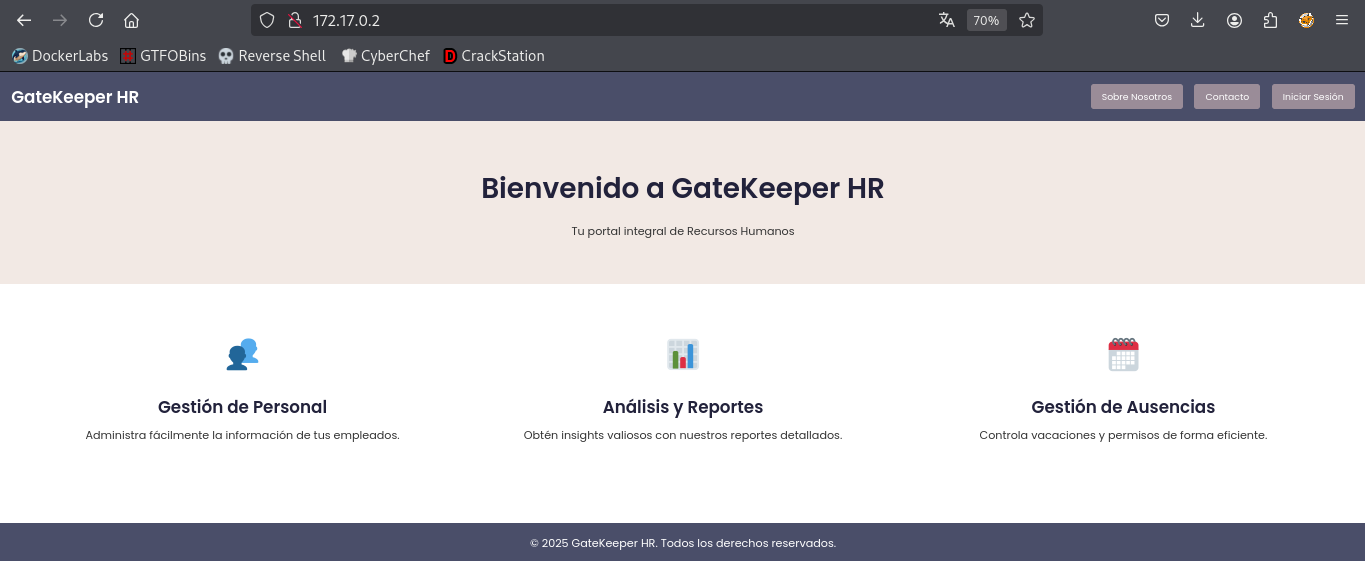 172.17.0.2
70%
DockerLabs GTFOBins Reverse Shell CyberChef CrackStation
GateKeeper HR Sobre Nosotros Contacto Iniciar Sesión
Bienvenido a GateKeeper HR
Tu portal integral de Recursos Humanos
Gestión de Personal
Administra fácilmente la información de tus empleados.
Análisis y Reportes
Obtén insights valiosos con nuestros reportes detallados.
Gestión de Ausencias
Controla vacaciones y permisos de forma eficiente.
© 2025 GateKeeper HR. Todos los derechos reservados.